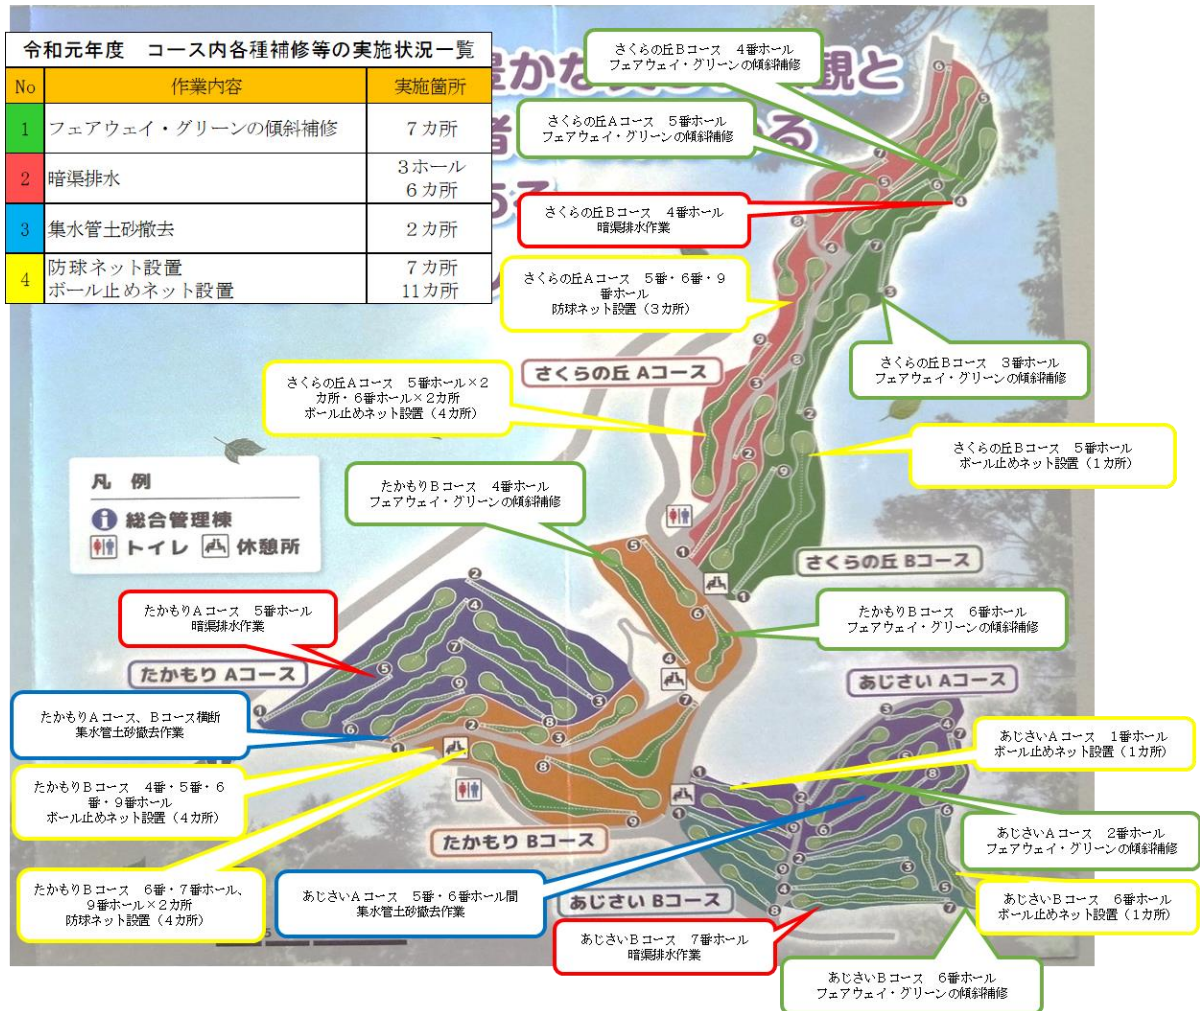 令和元年度　コース内各種補修等の実施状況一覧
No　作業内容　実施箇所
1　フェアウェイ・グリーンの傾斜補修　7カ所
2　暗渠排水　3ホール
6カ所
3　集水管土砂撤去　2カ所
4　防球ネット設置　7カ所
ボール止めネット設置　11カ所
豊かな
観と
者
る
ある
さくらの丘Bコース　4番ホール
フェアウェイ・グリーンの傾斜補修
さくらの丘Aコース　5番ホール
フェアウェイ・グリーンの傾斜補修
さくらの丘Bコース　4番ホール
暗渠排水作業
さくらの丘Aコース　5番・6番・9
番ホール
防球ネット設置（3カ所）
さくらの丘Bコース　3番ホール
フェアウェイ・グリーンの傾斜補修
さくらの丘 Aコース
さくらの丘Aコース　5番ホール×2
カ所・6番ホール×2カ所
ボール止めネット設置（4カ所）
さくらの丘Bコース　5番ホール
ボール止めネット設置（1カ所）
凡　例
総合管理棟
トイレ　休憩所
たかもりBコース　4番ホール
フェアウェイ・グリーンの傾斜補修
さくらの丘 Bコース
たかもりAコース　5番ホール
暗渠排水作業
たかもりBコース　6番ホール
フェアウェイ・グリーンの傾斜補修
たかもり Aコース
あじさい Aコース
たかもりAコース、Bコース横断
集水管土砂撤去作業
あじさいAコース　1番ホール
ボール止めネット設置（1カ所）
たかもりBコース　4番・5番・6
番・9番ホール
ボール止めネット設置（4カ所）
たかもり Bコース
あじさいAコース　2番ホール
フェアウェイ・グリーンの傾斜補修
たかもりBコース　6番・7番ホール、
9番ホール×2カ所
防球ネット設置（4カ所）
あじさいAコース　5番・6番ホール間
集水管土砂撤去作業
あじさい Bコース
あじさいBコース　6番ホール
ボール止めネット設置（1カ所）
あじさいBコース　7番ホール
暗渠排水作業
あじさいBコース　6番ホール
フェアウェイ・グリーンの傾斜補修